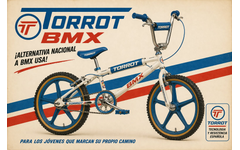 TORROT
BMX
¡ALTERNATIVA NACIONAL
A BMX USA!
TORROT
BMX
TORROT
TECNOLOGÍA
Y RESISTENCIA
ESPAÑOLA
PARA LOS JÓVENES QUE MARCAN SU PROPIO CAMINO